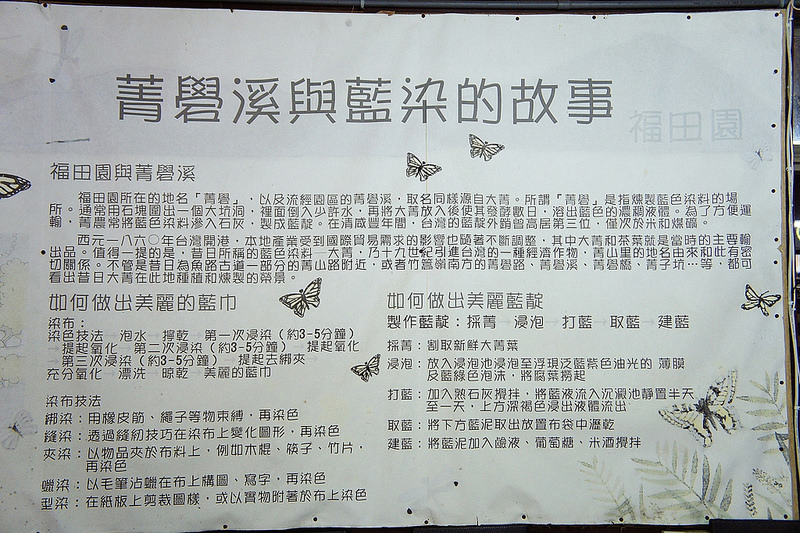 菁礐溪與藍染的故事
福田園
福田園與菁礐溪
福田園所在的地名「菁礐」，以及流經園區的菁礐溪，取名同樣源自大菁。所謂「菁礐」是指煉製藍色染料的場
所。通常用石塊圍出一個大坑洞，裡面倒入少許水，再將大菁放入後使其發酵數日，溶出藍色的濃稠液體。為了方便運
輸，菁農常將藍色染料滲入石灰，製成藍靛。在清咸豐年間，台灣的藍靛外銷曾高居第三位，僅次於米和煤礦。
西元一八六〇年台灣開港，本地產業受到國際貿易需求的影響也隨著不斷調整，其中大菁和茶葉就是當時的主要輸
出品。值得一提的是，昔日所稱的藍色染料—大菁，乃十九世紀引進台灣的一種經濟作物，菁山里的地名由來和此有密
切關係。不管是昔日為魚路古道一部分的菁山路附近，或者竹篙嶺南方的菁礐路、菁礐溪、菁礐橋、菁子坑…等，都可
看出昔日大菁在此地種植和煉製的榮景。
如何做出美麗的藍巾
染布：
染色技法→泡水→擰乾→第一次浸染（約3-5分鐘）
→提起氧化→第二次浸染（約3-5分鐘）→提起氧化
→第三次浸染（約3-5分鐘）→提起去綁夾
充分氧化→漂洗→晾乾→美麗的藍巾
染布技法
綁染：用橡皮筋、繩子等物束縛，再染色
縫染：透過縫紉技巧在染布上變化圖形，再染色
夾染：以物品夾於布料上，例如木棍、筷子、竹片，
再染色
蠟染：以毛筆沾蠟在布上構圖、寫字，再染色
型染：在紙板上剪裁圖樣，或以實物附著於布上染色
如何做出美麗藍靛
製作藍靛：採菁→浸泡→打藍→取藍→建藍
採菁：割取新鮮大菁葉
浸泡：放入浸泡池浸泡至浮現泛藍紫色油光的 薄膜
及藍綠色泡沫，將腐葉撈起
打藍：加入熟石灰攪拌，將藍液流入沉澱池靜置半天
至一天，上方深褐色浸出液體流出
取藍：將下方藍泥取出放置布袋中瀝乾
建藍：將藍泥加入鹼液、葡萄糖、米酒攪拌